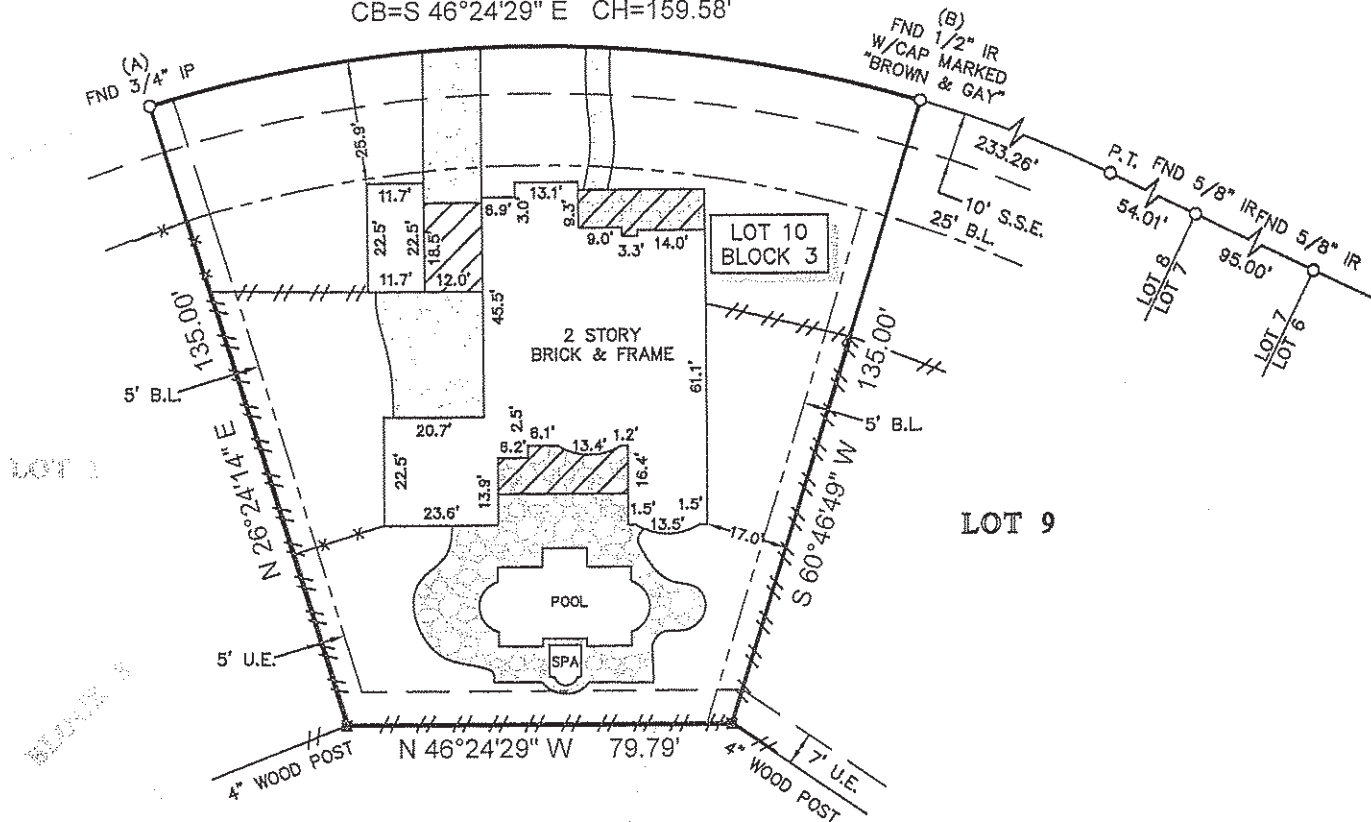 CB=S 46°24'29" E CH=159.58'
(A)
FND 3/4" IP
(B)
FND 1/2" IR
W/CAP MARKED
"BROWN & GAY"
233.26'
P.T. FND 5/8" IR
54.01'
FND 5/8" IR
95.00'
10' S.S.E.
25' B.L.
LOT 8
LOT 7
LOT 7
LOT 6
25.9'
11.7'
22.5'
22.5'
18.5'
11.7'
12.0'
6.9'
3.0'
13.1'
9.3'
9.0'
3.3'
14.0'
LOT 10
BLOCK 3
45.5'
2 STORY
BRICK & FRAME
61.1'
135.00'
5' B.L.
N 26°24'14" E
135.00'
5' B.L.
S 60°46'49" W
LOT 9
20.7'
22.5'
23.6'
13.9'
6.2'
2.5'
6.1'
13.4'
1.2'
16.4'
1.5'
13.5'
1.5'
17.0'
POOL
SPA
5' U.E.
LOT
BLOCK
4" WOOD POST
N 46°24'29" W 79.79'
4" WOOD POST
7' U.E.